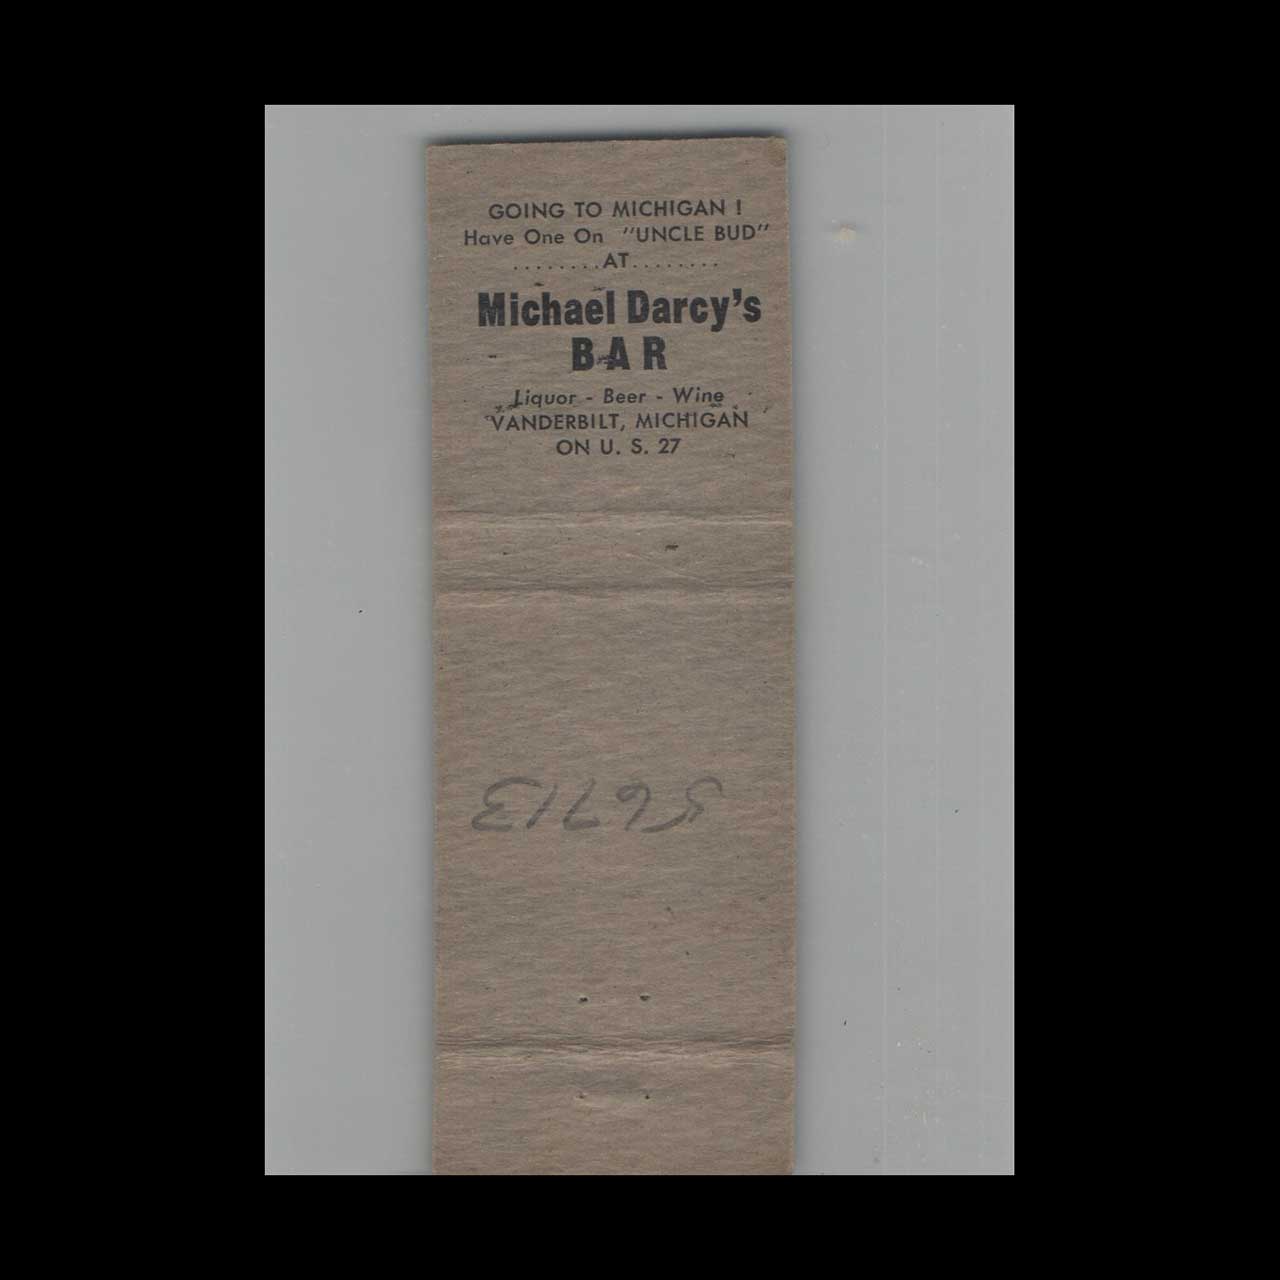 GOING TO MICHIGAN !
Have One On "UNCLE BUD"
........AT........
Michael Darcy's
BAR
Liquor - Beer - Wine
VANDERBILT, MICHIGAN
ON U. S. 27
56713